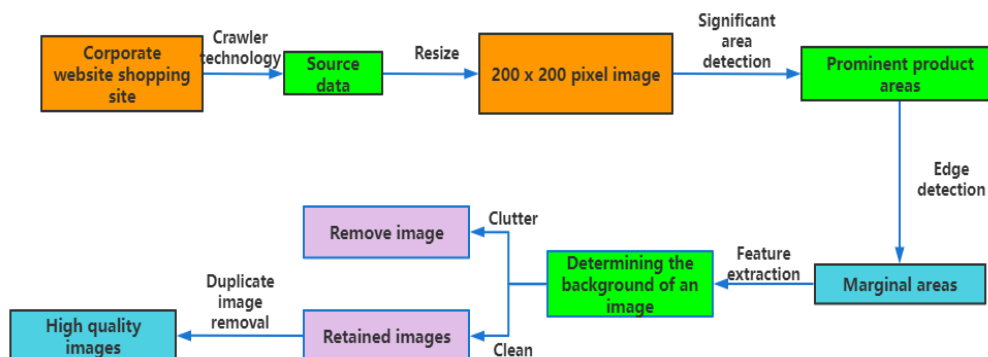 Corporate
website shopping
site
Crawler
technology
Source
data
Resize
200 x 200 pixel image
Significant
area
detection
Prominent product
areas
Edge
detection
Marginal areas
Feature
extraction
Determining the
background of an
image
Clutter
Remove image
Clean
Retained images
Duplicate
image
removal
High quality
images